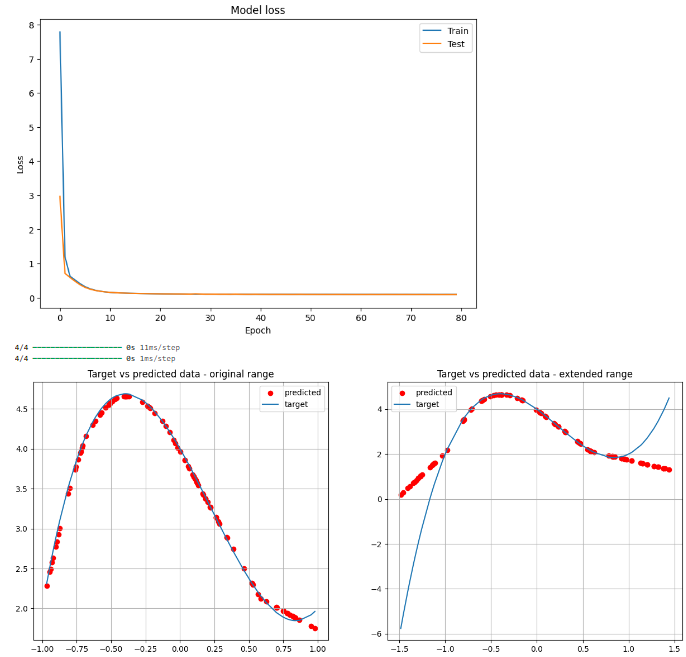 Model loss
8
7
6
5
4
3
2
1
0
Loss
Train
Test
0 10 20 30 40 50 60 70 80
Epoch
4/4 ━━━━━━━━━━━━━━━━━━━━ 0s 11ms/step
4/4 ━━━━━━━━━━━━━━━━━━━━ 0s 1ms/step
Target vs predicted data - original range
predicted
target
4.5
4.0
3.5
3.0
2.5
2.0
−1.00 −0.75 −0.50 −0.25 0.00 0.25 0.50 0.75 1.00
Target vs predicted data - extended range
predicted
target
4
2
0
−2
−4
−6
−1.5 −1.0 −0.5 0.0 0.5 1.0 1.5